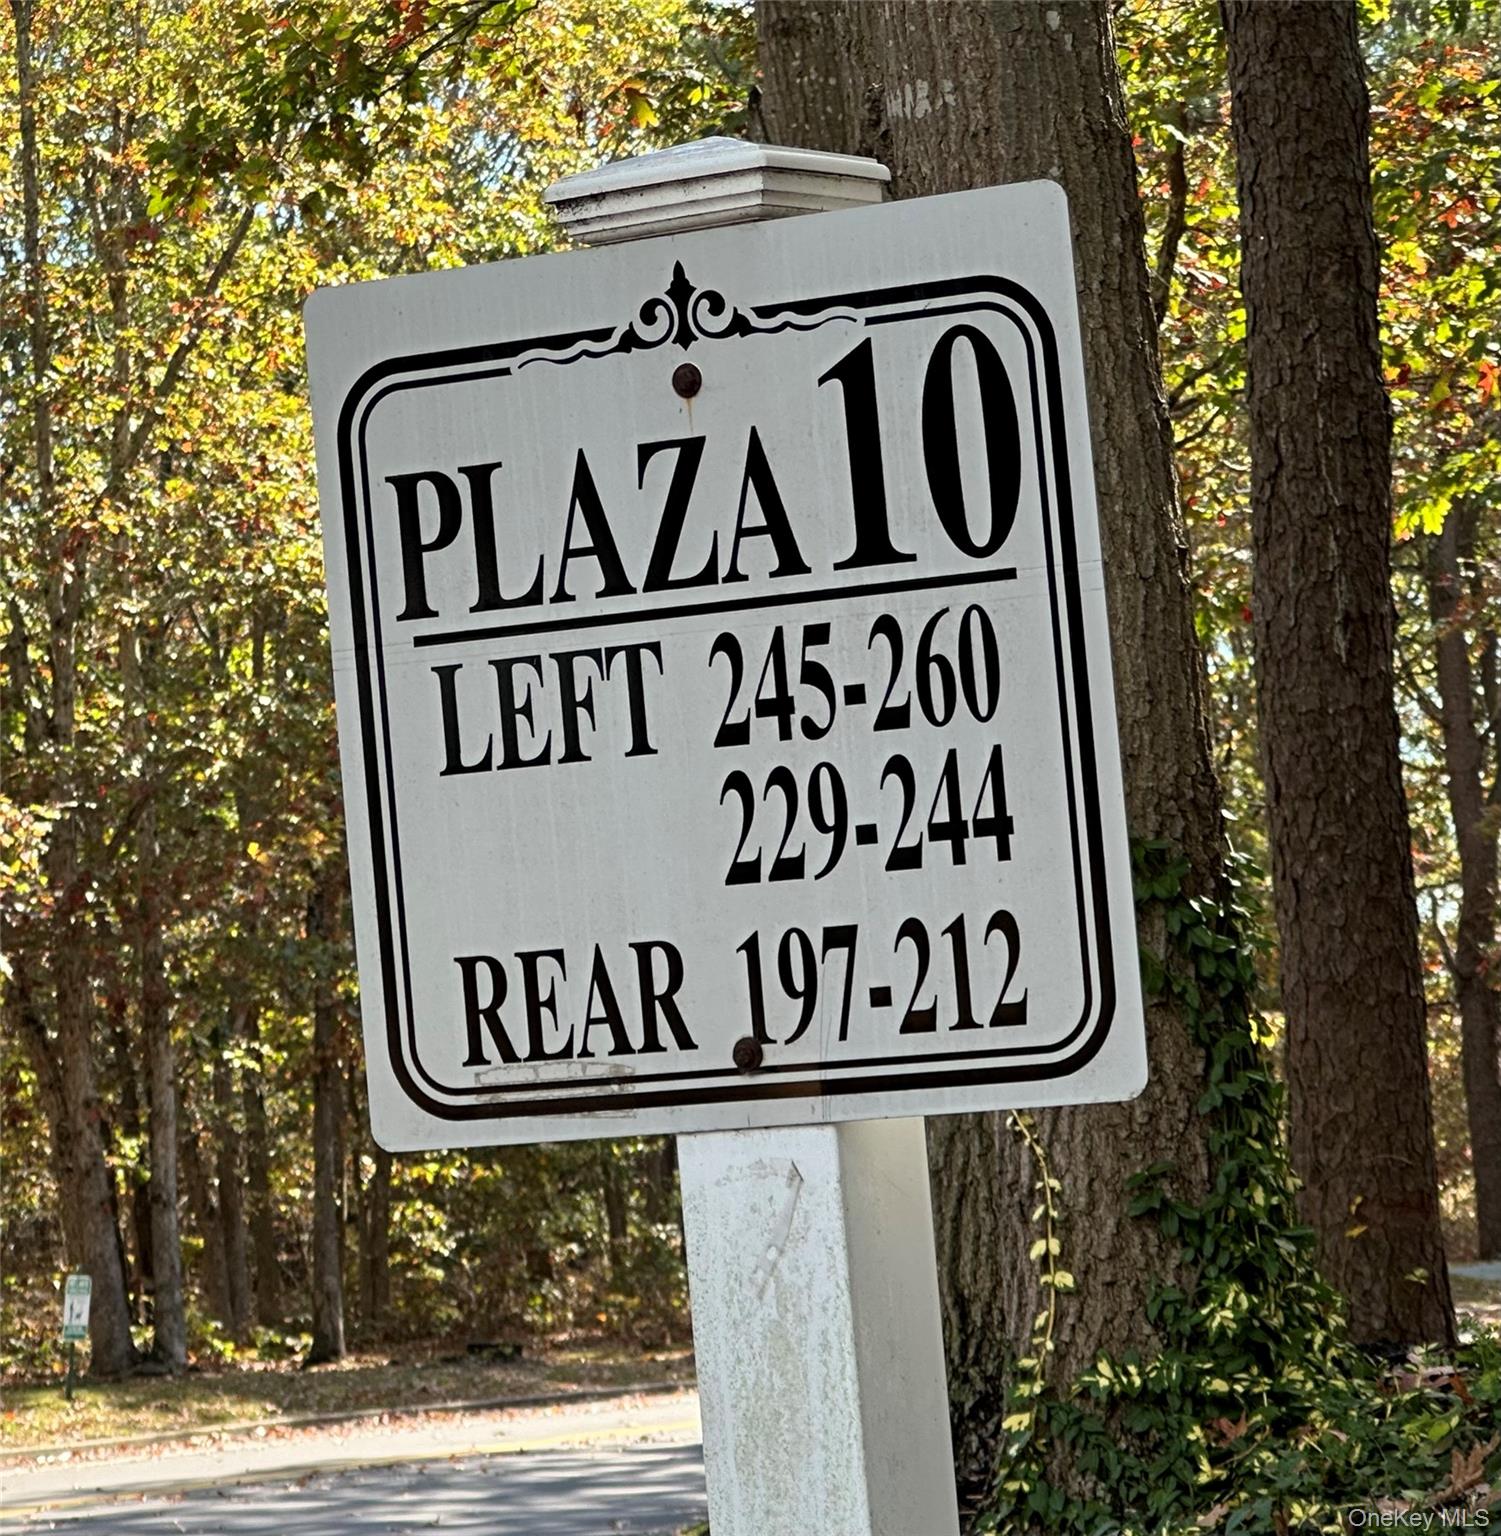 PLAZA 10
LEFT 245-260
229-244
REAR 197-212
OneKey MLS